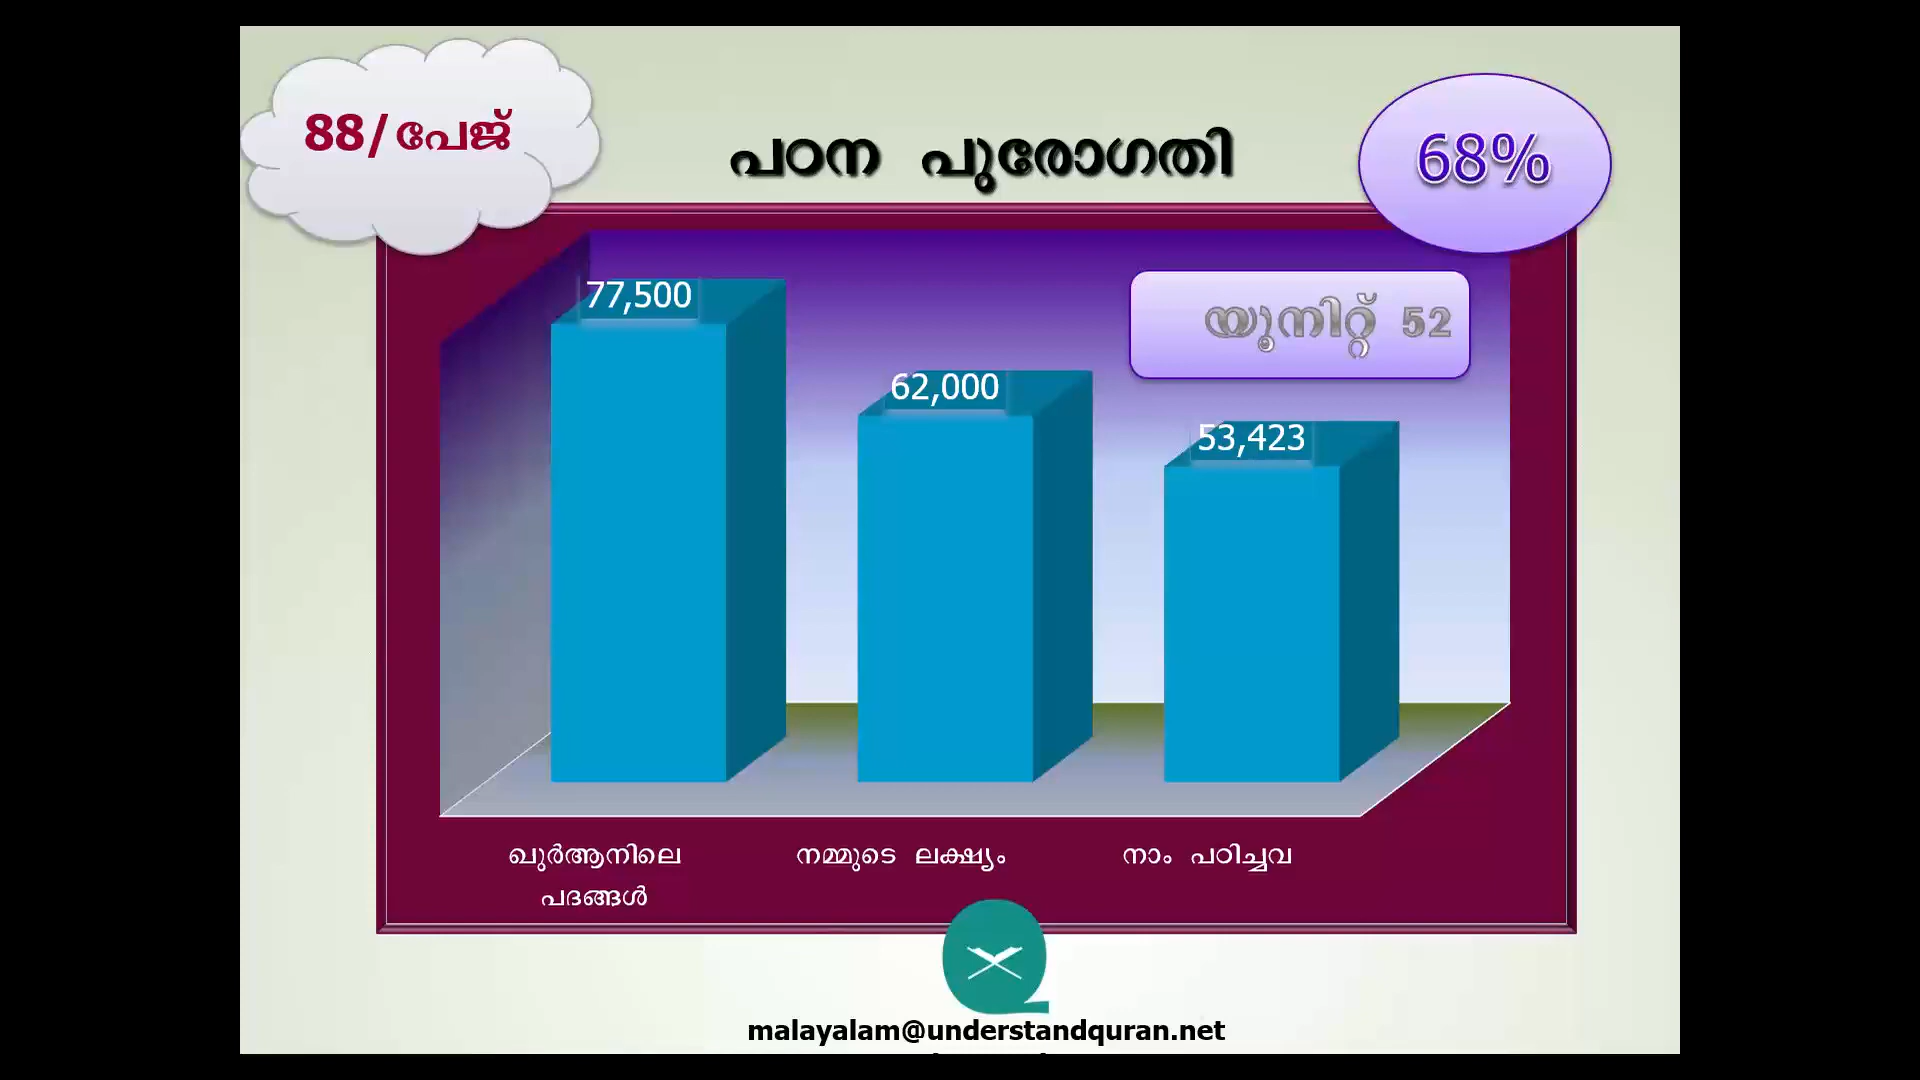 88/പേജ്
പഠന പുരോഗതി
68%
യൂനിറ്റ് 52
77,500
62,000
53,423
ഖുർആനിലെ
പദങ്ങൾ
നമ്മുടെ ലക്ഷ്യം
നാം പഠിച്ചവ
malayalam@understandquran.net